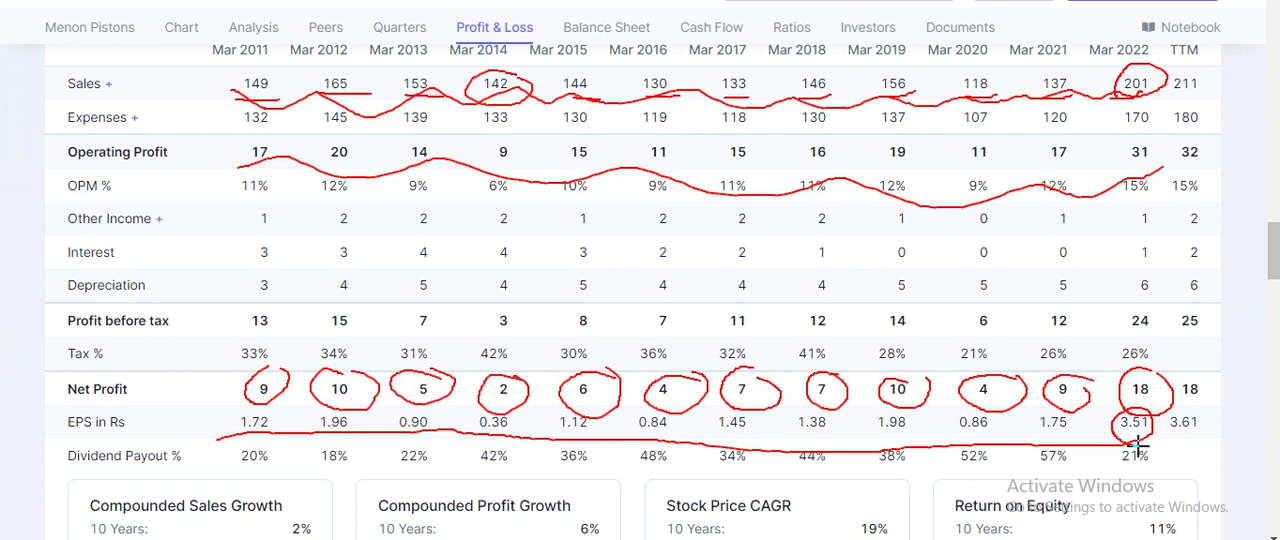 Menon Pistons Chart Analysis Peers Quarters Profit & Loss Balance Sheet Cash Flow Ratios Investors Documents Notebook
Mar 2011 Mar 2012 Mar 2013 Mar 2014 Mar 2015 Mar 2016 Mar 2017 Mar 2018 Mar 2019 Mar 2020 Mar 2021 Mar 2022 TTM
Sales + 149 165 153 142 144 130 133 146 156 118 137 201 211
Expenses + 132 145 139 133 130 119 118 130 137 107 120 170 180
Operating Profit 17 20 14 9 15 11 15 16 19 11 17 31 32
OPM % 11% 12% 9% 6% 10% 9% 11% 11% 12% 9% 12% 15% 15%
Other Income + 1 2 2 2 1 2 2 2 1 0 1 1 2
Interest 3 3 4 4 3 2 2 1 0 0 0 1 2
Depreciation 3 4 5 4 5 4 4 4 5 5 5 6 6
Profit before tax 13 15 7 3 8 7 11 12 14 6 12 24 25
Tax % 33% 34% 31% 42% 30% 36% 32% 41% 28% 21% 26% 26%
Net Profit 9 10 5 2 6 4 7 7 10 4 9 18 18
EPS in Rs 1.72 1.96 0.90 0.36 1.12 0.84 1.45 1.38 1.98 0.86 1.75 3.51 3.61
Dividend Payout % 20% 18% 22% 42% 36% 48% 34% 44% 38% 52% 57% 21%
Compounded Sales Growth Compounded Profit Growth Stock Price CAGR Return on Equity
10 Years: 2% 10 Years: 6% 10 Years: 19% 10 Years: 11%
Activate Windows
Go to Settings to activate Windows.